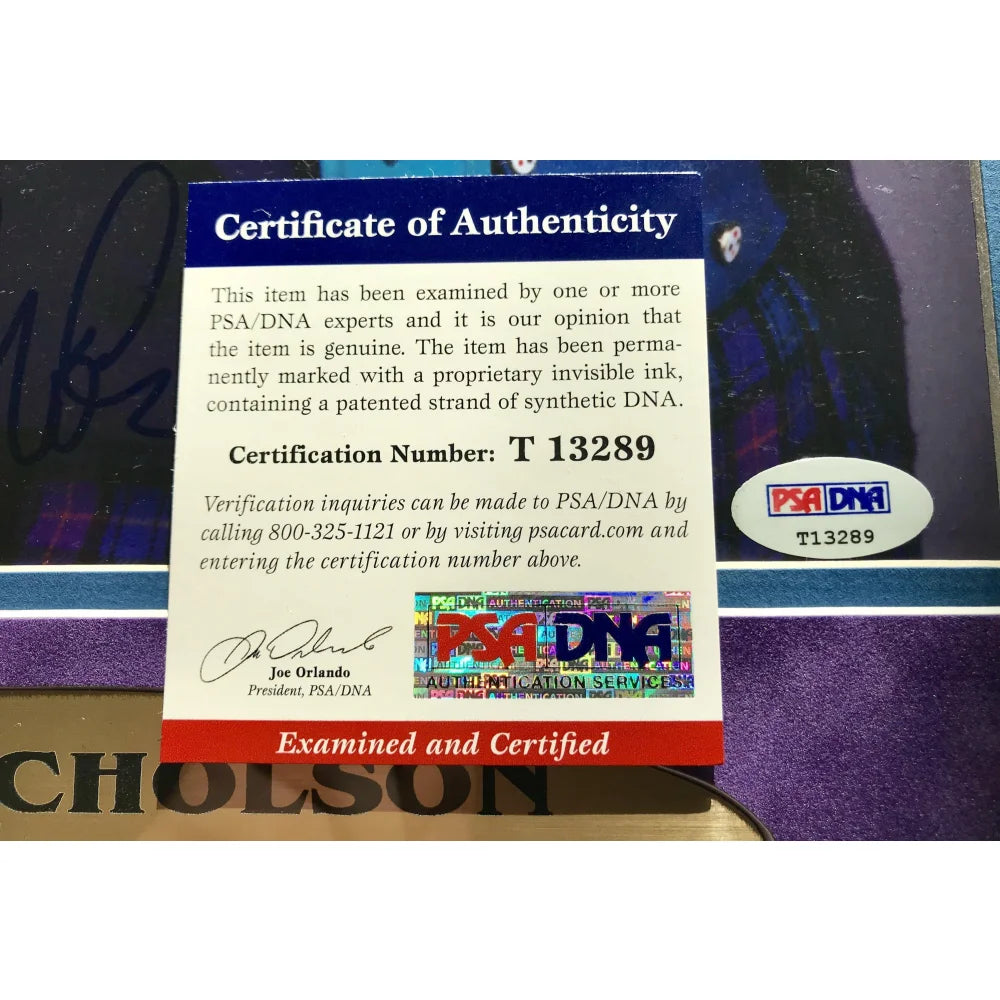 Certificate of Authenticity
This item has been examined by one or more
PSA/DNA experts and it is our opinion that
the item is genuine. The item has been perma-
nently marked with a proprietary invisible ink,
containing a patented strand of synthetic DNA.
Certification Number: T 13289
Verification inquiries can be made to PSA/DNA by
calling 800-325-1121 or by visiting psacard.com and
entering the certification number above.
Joe Orlando
President, PSA/DNA
PSA DNA
AUTHENTICATION SERVICES
Examined and Certified
PSA DNA
T13289
CHOLSON